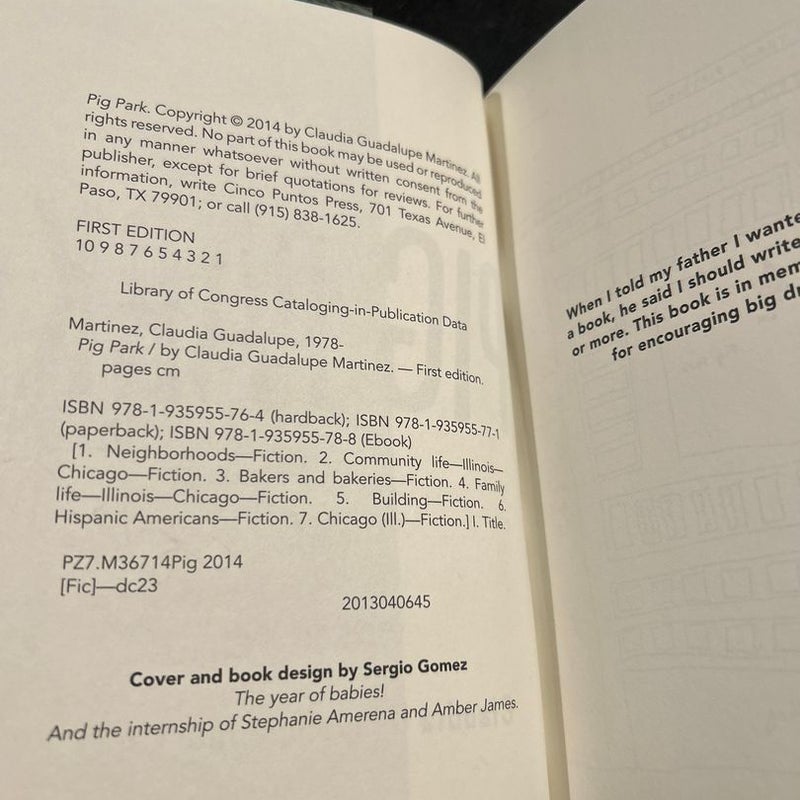 Pig Park. Copyright © 2014 by Claudia Guadalupe Martinez. All
rights reserved. No part of this book may be used or reproduced
in any manner whatsoever without written consent from the
publisher, except for brief quotations for reviews. For further
information, write Cinco Puntos Press, 701 Texas Avenue, El
Paso, TX 79901; or call (915) 838-1625.
FIRST EDITION
10 9 8 7 6 5 4 3 2 1
Library of Congress Cataloging-in-Publication Data
Martinez, Claudia Guadalupe, 1978-
Pig Park / by Claudia Guadalupe Martinez. — First edition.
pages cm
ISBN 978-1-935955-76-4 (hardback); ISBN 978-1-935955-77-1
(paperback); ISBN 978-1-935955-78-8 (Ebook)
[1. Neighborhoods—Fiction. 2. Community life—Illinois—
Chicago—Fiction. 3. Bakers and bakeries—Fiction. 4. Family
life—Illinois—Chicago—Fiction. 5. Building—Fiction. 6.
Hispanic Americans—Fiction. 7. Chicago (Ill.)—Fiction.] I. Title.
PZ7.M36714Pig 2014
[Fic]—dc23
2013040645
Cover and book design by Sergio Gomez
The year of babies!
And the internship of Stephanie Amerena and Amber James.
When I told my father I wante
a book, he said I should write
or more. This book is in mem
for encouraging big dr